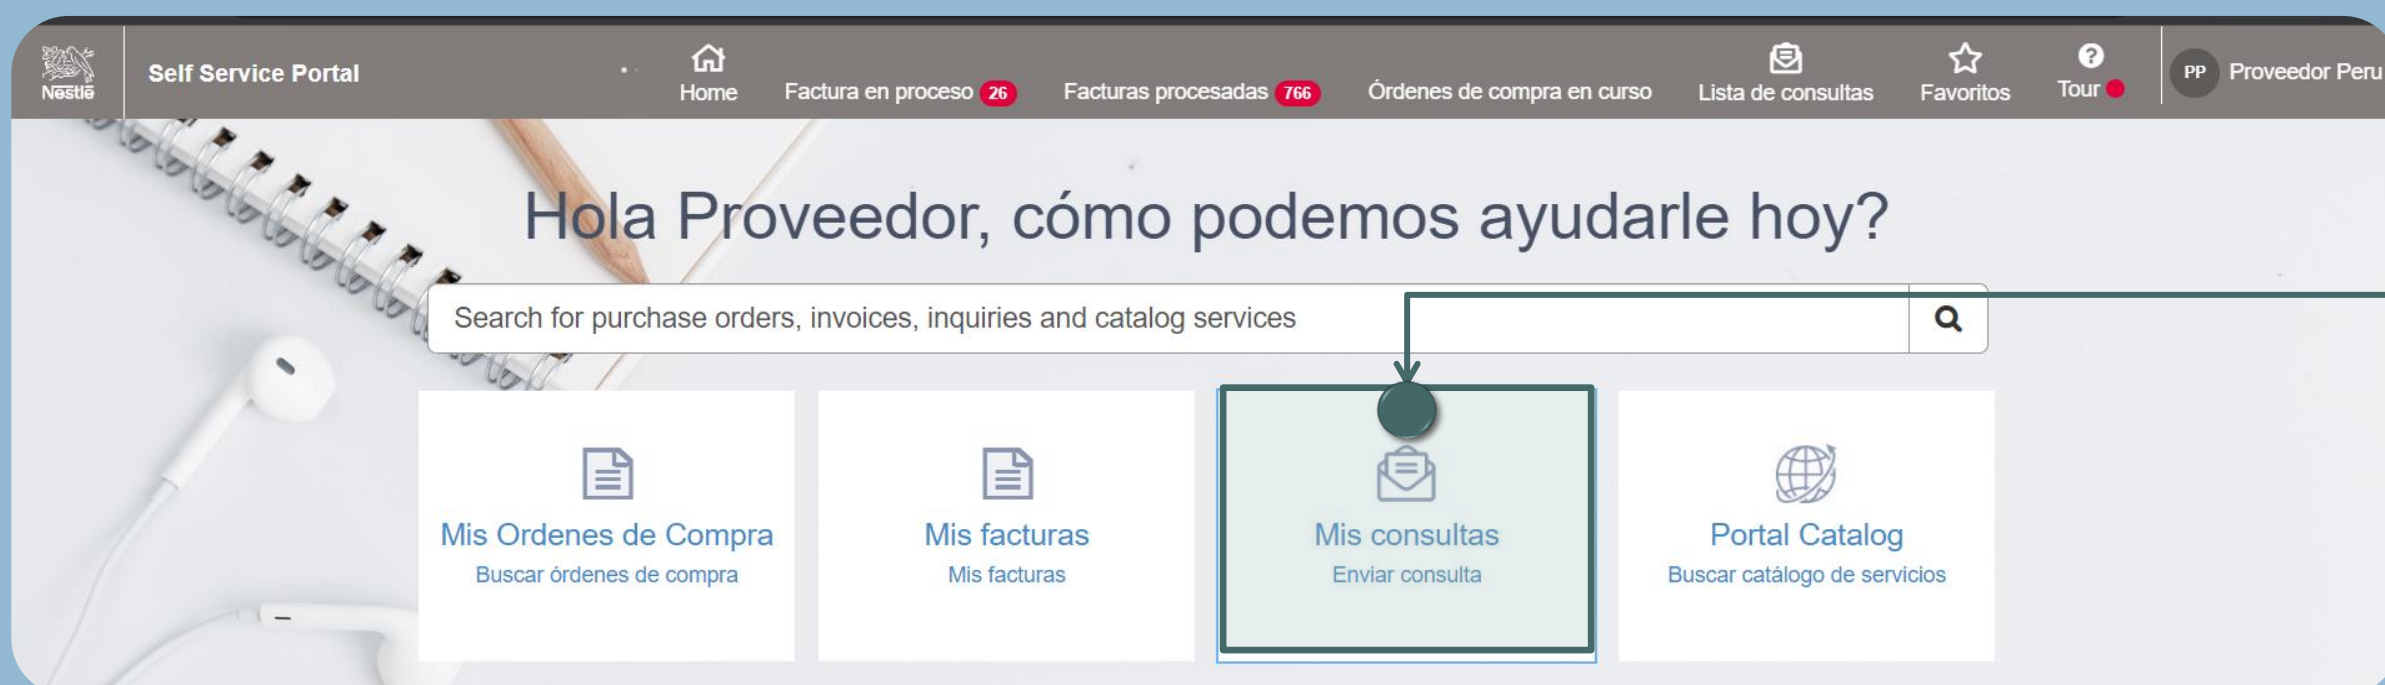 Nestlē
Self Service Portal
Home
Factura en proceso 26
Facturas procesadas 766
Órdenes de compra en curso
Lista de consultas
Favoritos
Tour
PP Proveedor Peru
Hola Proveedor, cómo podemos ayudarle hoy?
Search for purchase orders, invoices, inquiries and catalog services
Mis Ordenes de Compra
Buscar órdenes de compra
Mis facturas
Mis facturas
Mis consultas
Enviar consulta
Portal Catalog
Buscar catálogo de servicios